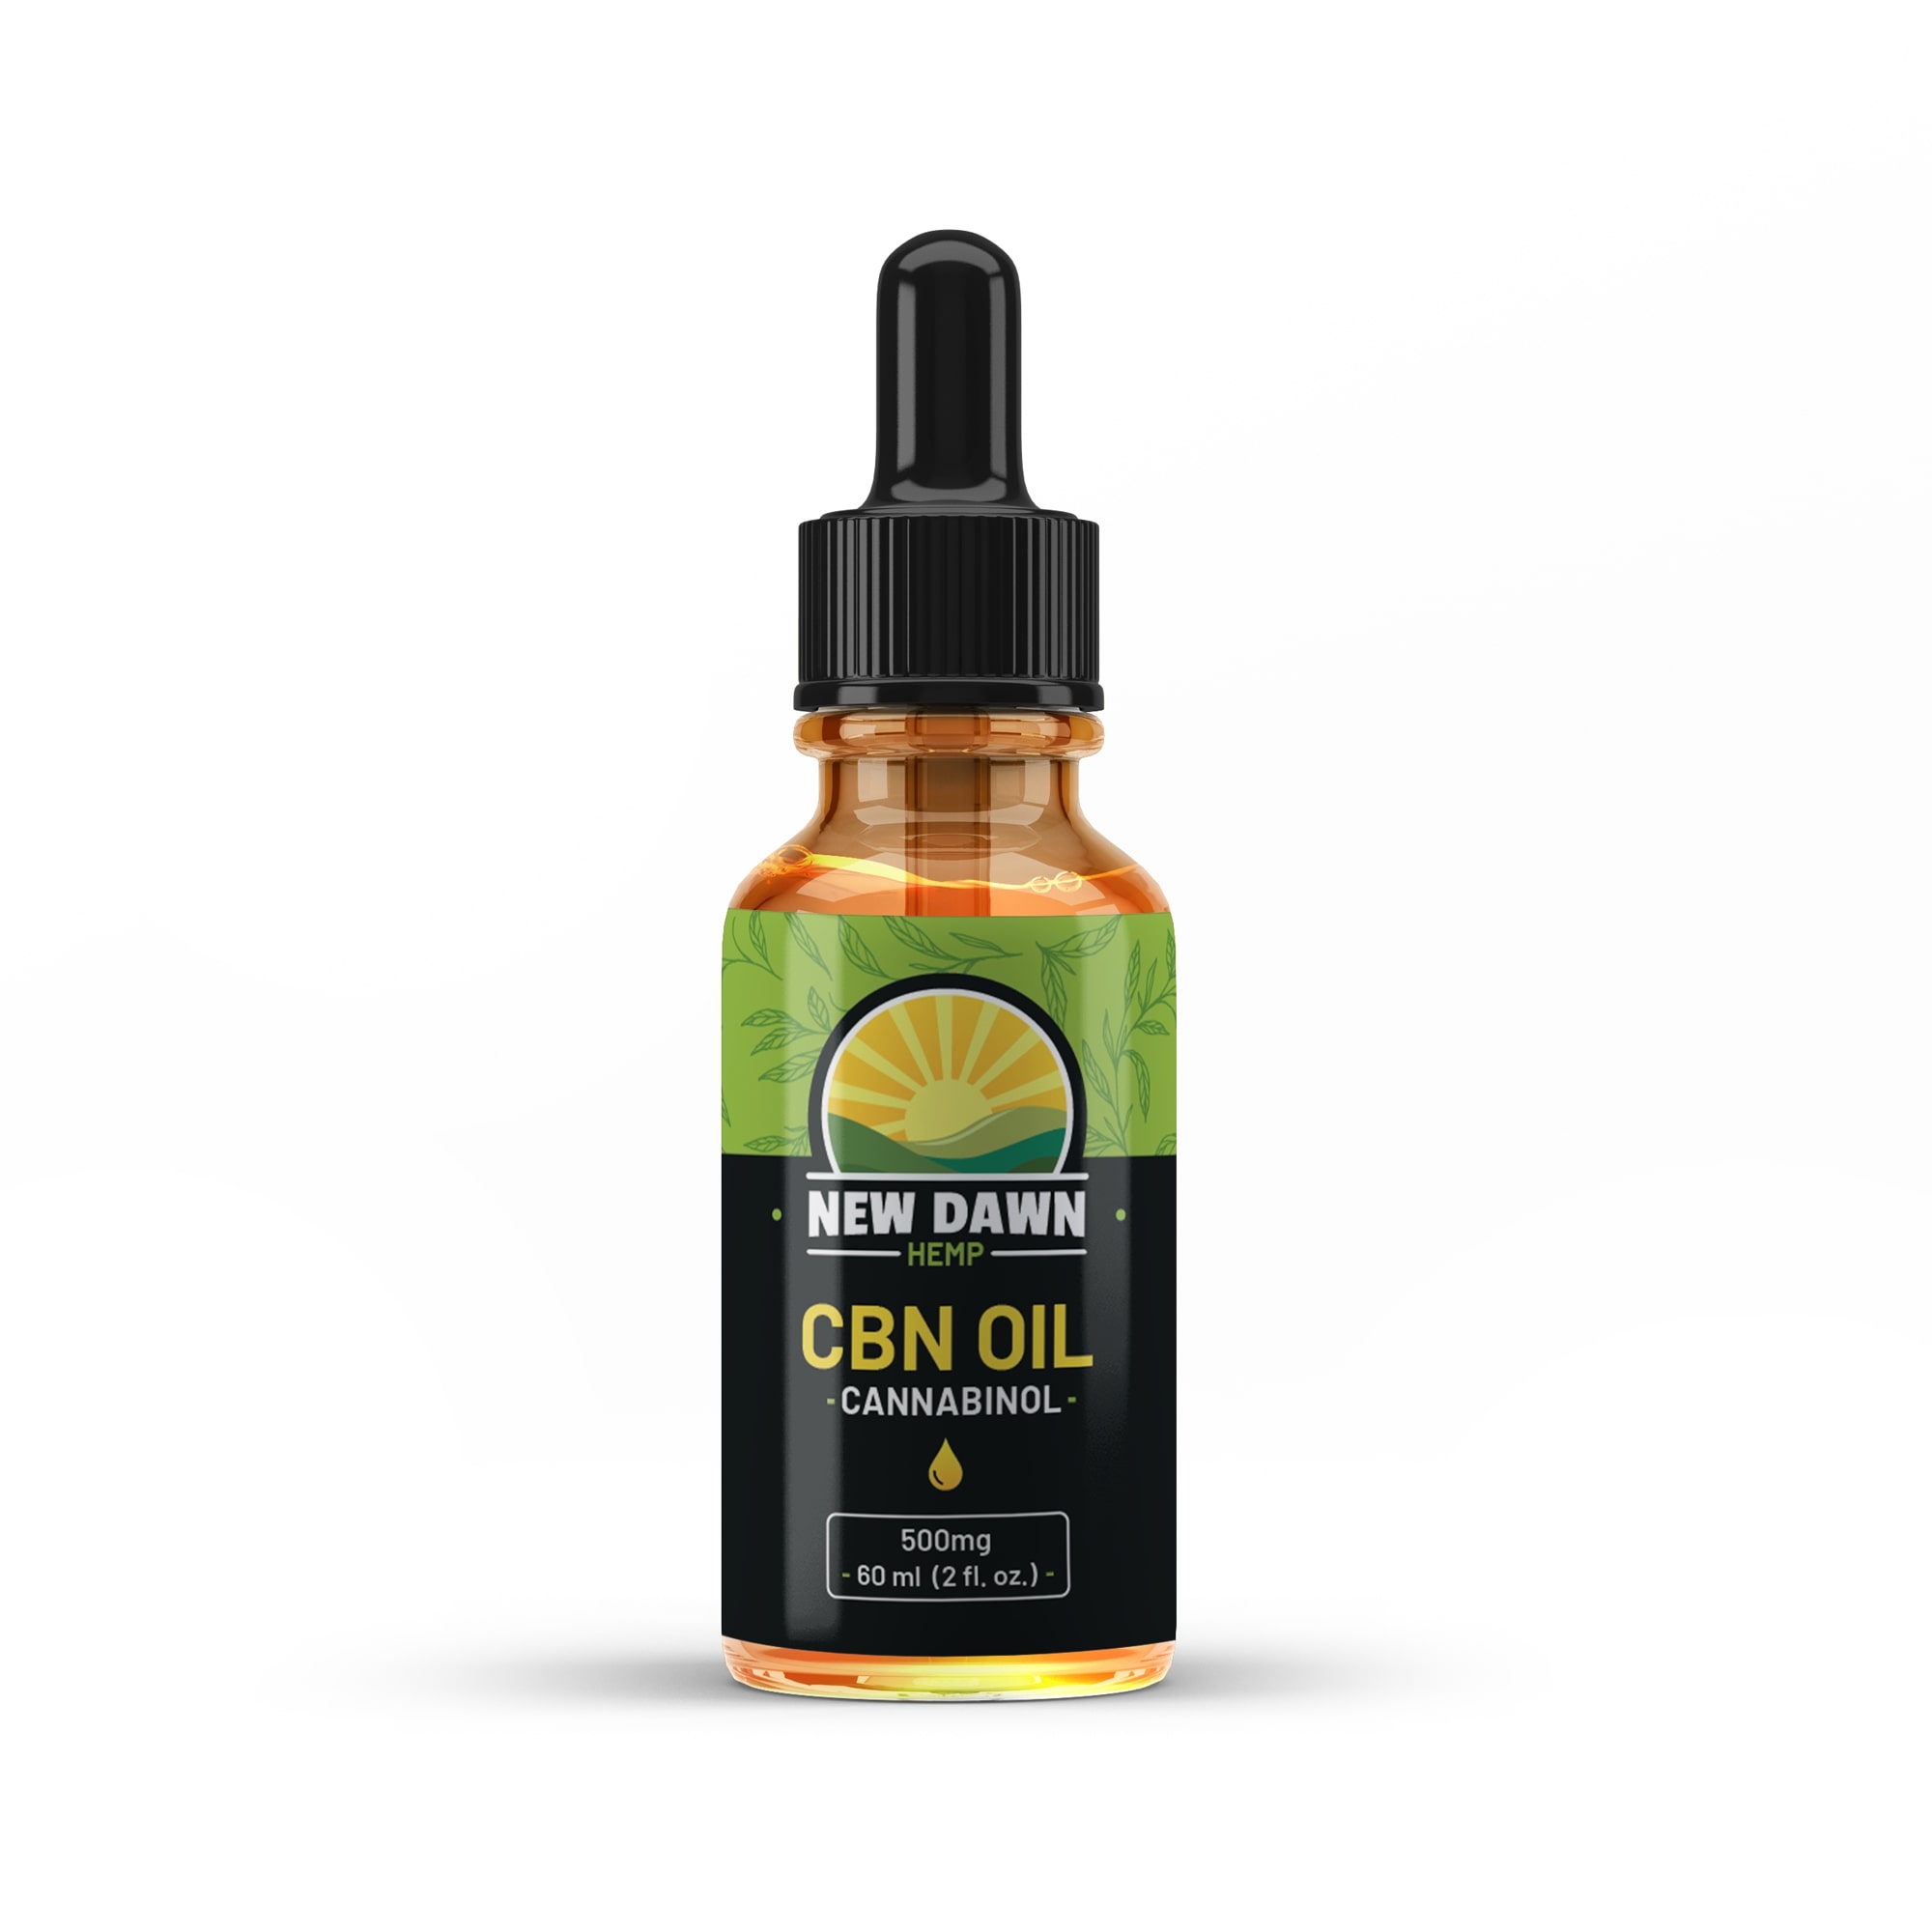 NEW DAWN
HEMP
CBN OIL
-CANNABINOL-
500mg
- 60 ml (2 fl. oz.) -